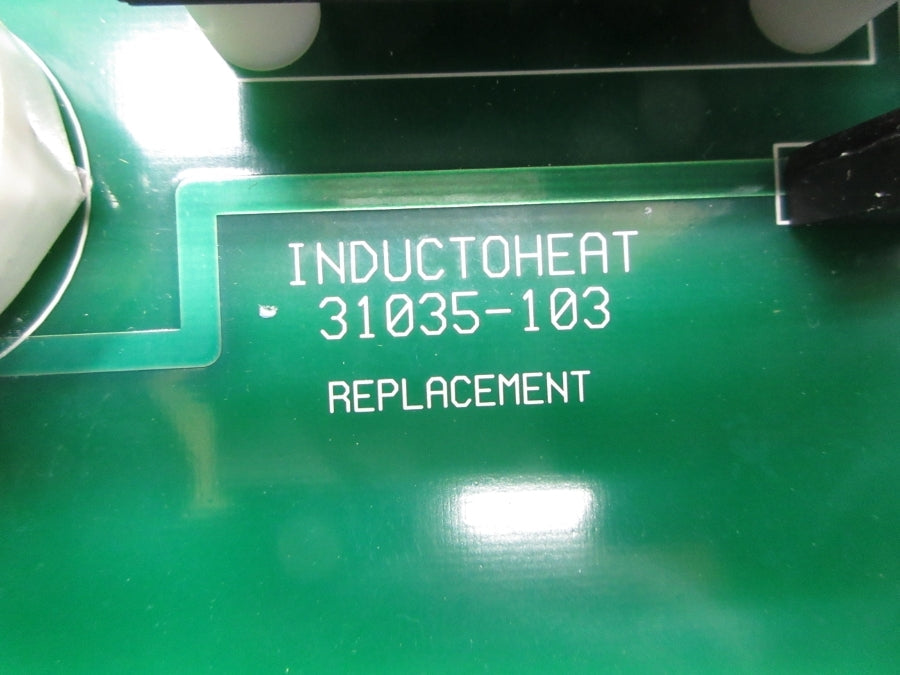 INDUCTOHEAT
31035-103
REPLACEMENT